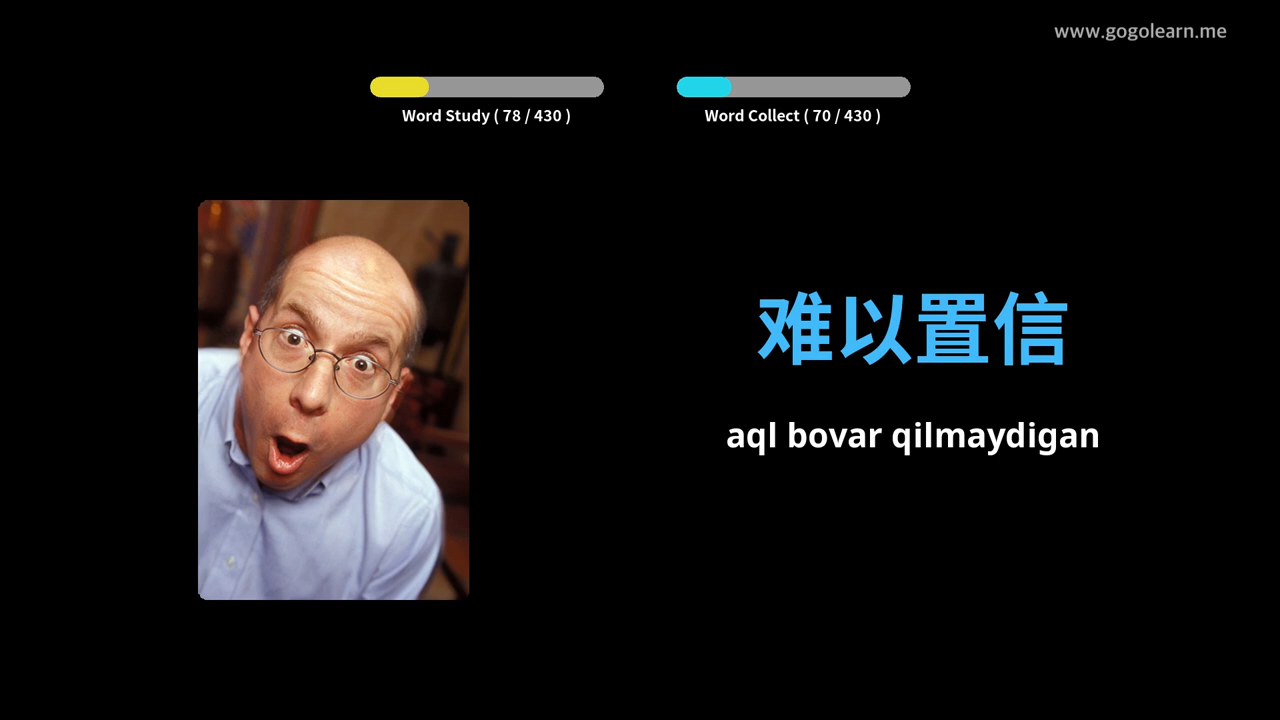 www.gogolearn.me
Word Study ( 78 / 430 )
Word Collect ( 70 / 430 )
难以置信
aql bovar qilmaydigan